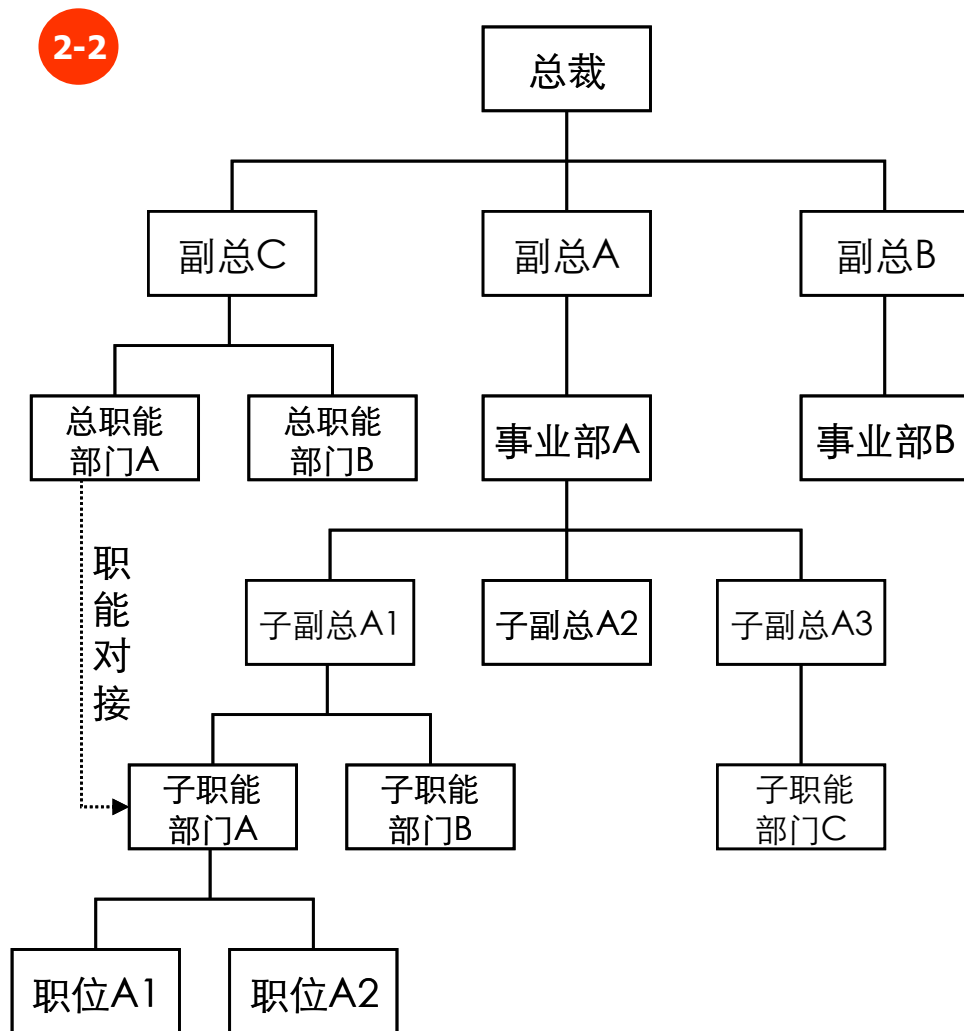 2-2
总裁
副总C
副总A
副总B
总职能
部门A
总职能
部门B
事业部A
事业部B
职能对接
子副总A1
子副总A2
子副总A3
子职能
部门A
子职能
部门B
子职能
部门C
职位A1
职位A2